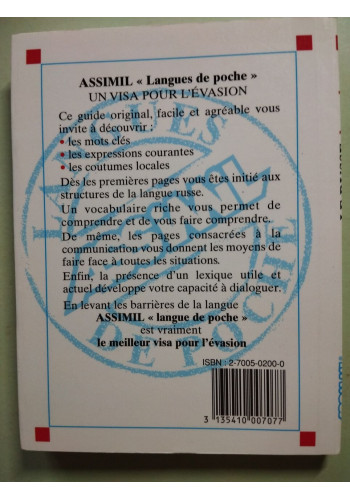 ASSIMIL « Langues de poche »
UN VISA POUR L'ÉVASION
Ce guide original, facile et agréable vous
invite à découvrir :
• les mots clés
• les expressions courantes
• les coutumes locales
Dès les premières pages vous êtes initié aux
structures de la langue russe.
Un vocabulaire riche vous permet de
comprendre et de vous faire comprendre.
De même, les pages consacrées à la
communication vous donnent les moyens de
faire face à toutes les situations.
Enfin, la présence d'un lexique utile et
actuel développe votre capacité à dialoguer.
En levant les barrières de la langue
ASSIMIL « langue de poche »
est vraiment
le meilleur visa pour l'évasion
ISBN : 2-7005-0200-0
3 135410 007077
LANGUES
DE POCHE